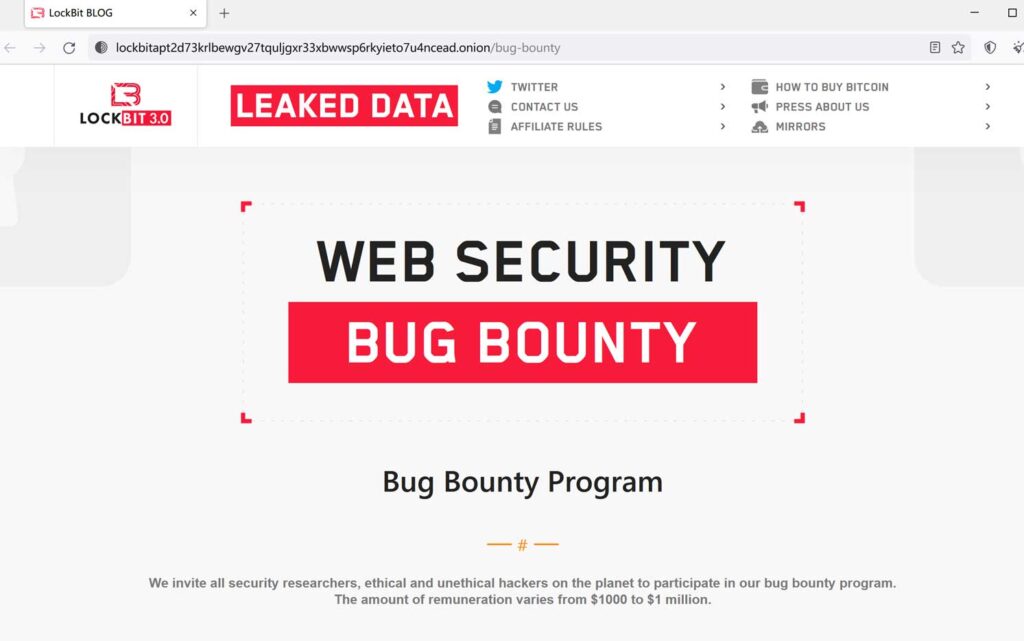 LockBit BLOG
lockbitapt2d73krlbewgv27tquljgxr33xbwwsp6rkyieto7u4ncead.onion/bug-bounty
LOCKBIT 3.0
LEAKED DATA
TWITTER
CONTACT US
AFFILIATE RULES
HOW TO BUY BITCOIN
PRESS ABOUT US
MIRRORS
WEB SECURITY
BUG BOUNTY
Bug Bounty Program
#
We invite all security researchers, ethical and unethical hackers on the planet to participate in our bug bounty program.
The amount of remuneration varies from $1000 to $1 million.